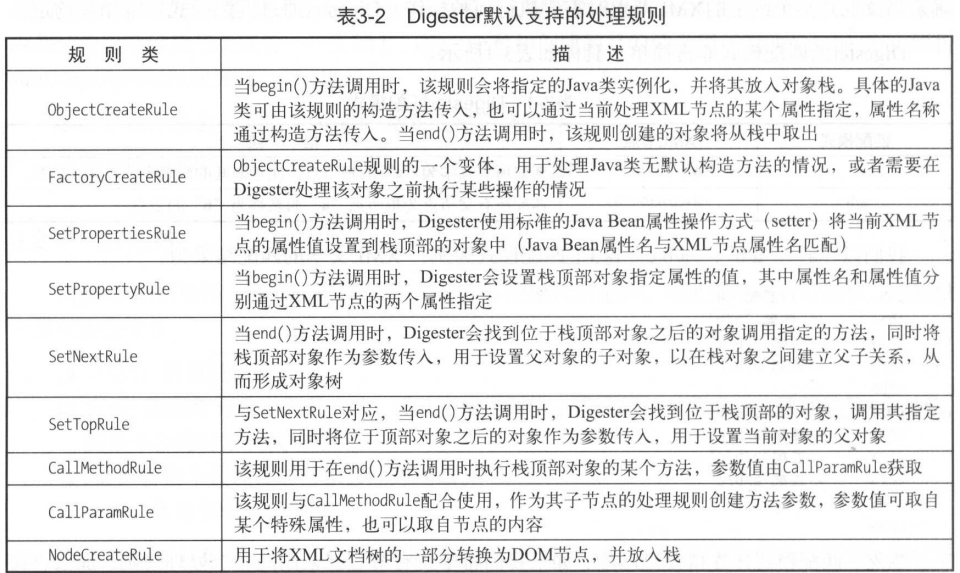 表3-2 Digester默认支持的处理规则
规 则 类
描 述
ObjectCreateRule
当begin()方法调用时，该规则会将指定的Java类实例化，并将其放入对象栈。具体的Java
类可由该规则的构造方法传入，也可以通过当前处理XML节点的某个属性指定，属性名称
通过构造方法传入。当end()方法调用时，该规则创建的对象将从栈中取出
FactoryCreateRule
ObjectCreateRule规则的一个变体，用于处理Java类无默认构造方法的情况，或者需要在
Digester处理该对象之前执行某些操作的情况
SetPropertiesRule
当begin()方法调用时，Digester使用标准的Java Bean属性操作方式（setter）将当前XML节
点的属性值设置到栈顶部的对象中（Java Bean属性名与XML节点属性名匹配）
SetPropertyRule
当begin()方法调用时，Digester会设置栈顶部对象指定属性的值，其中属性名和属性值分
别通过XML节点的两个属性指定
SetNextRule
当end()方法调用时，Digester会找到位于栈顶部对象之后的对象调用指定的方法，同时将
栈顶部对象作为参数传入，用于设置父对象的子对象，以在栈对象之间建立父子关系，从
而形成对象树
SetTopRule
与SetNextRule对应，当end()方法调用时，Digester会找到位于栈顶部的对象，调用其指定
方法，同时将位于顶部对象之后的对象作为参数传入，用于设置当前对象的父对象
CallMethodRule
该规则用于在end()方法调用时执行栈顶部对象的某个方法，参数值由CallParamRule获取
CallParamRule
该规则与CallMethodRule配合使用，作为其子节点的处理规则创建方法参数，参数值可取自
某个特殊属性，也可以取自节点的内容
NodeCreateRule
用于将XML文档树的一部分转换为DOM节点，并放入栈